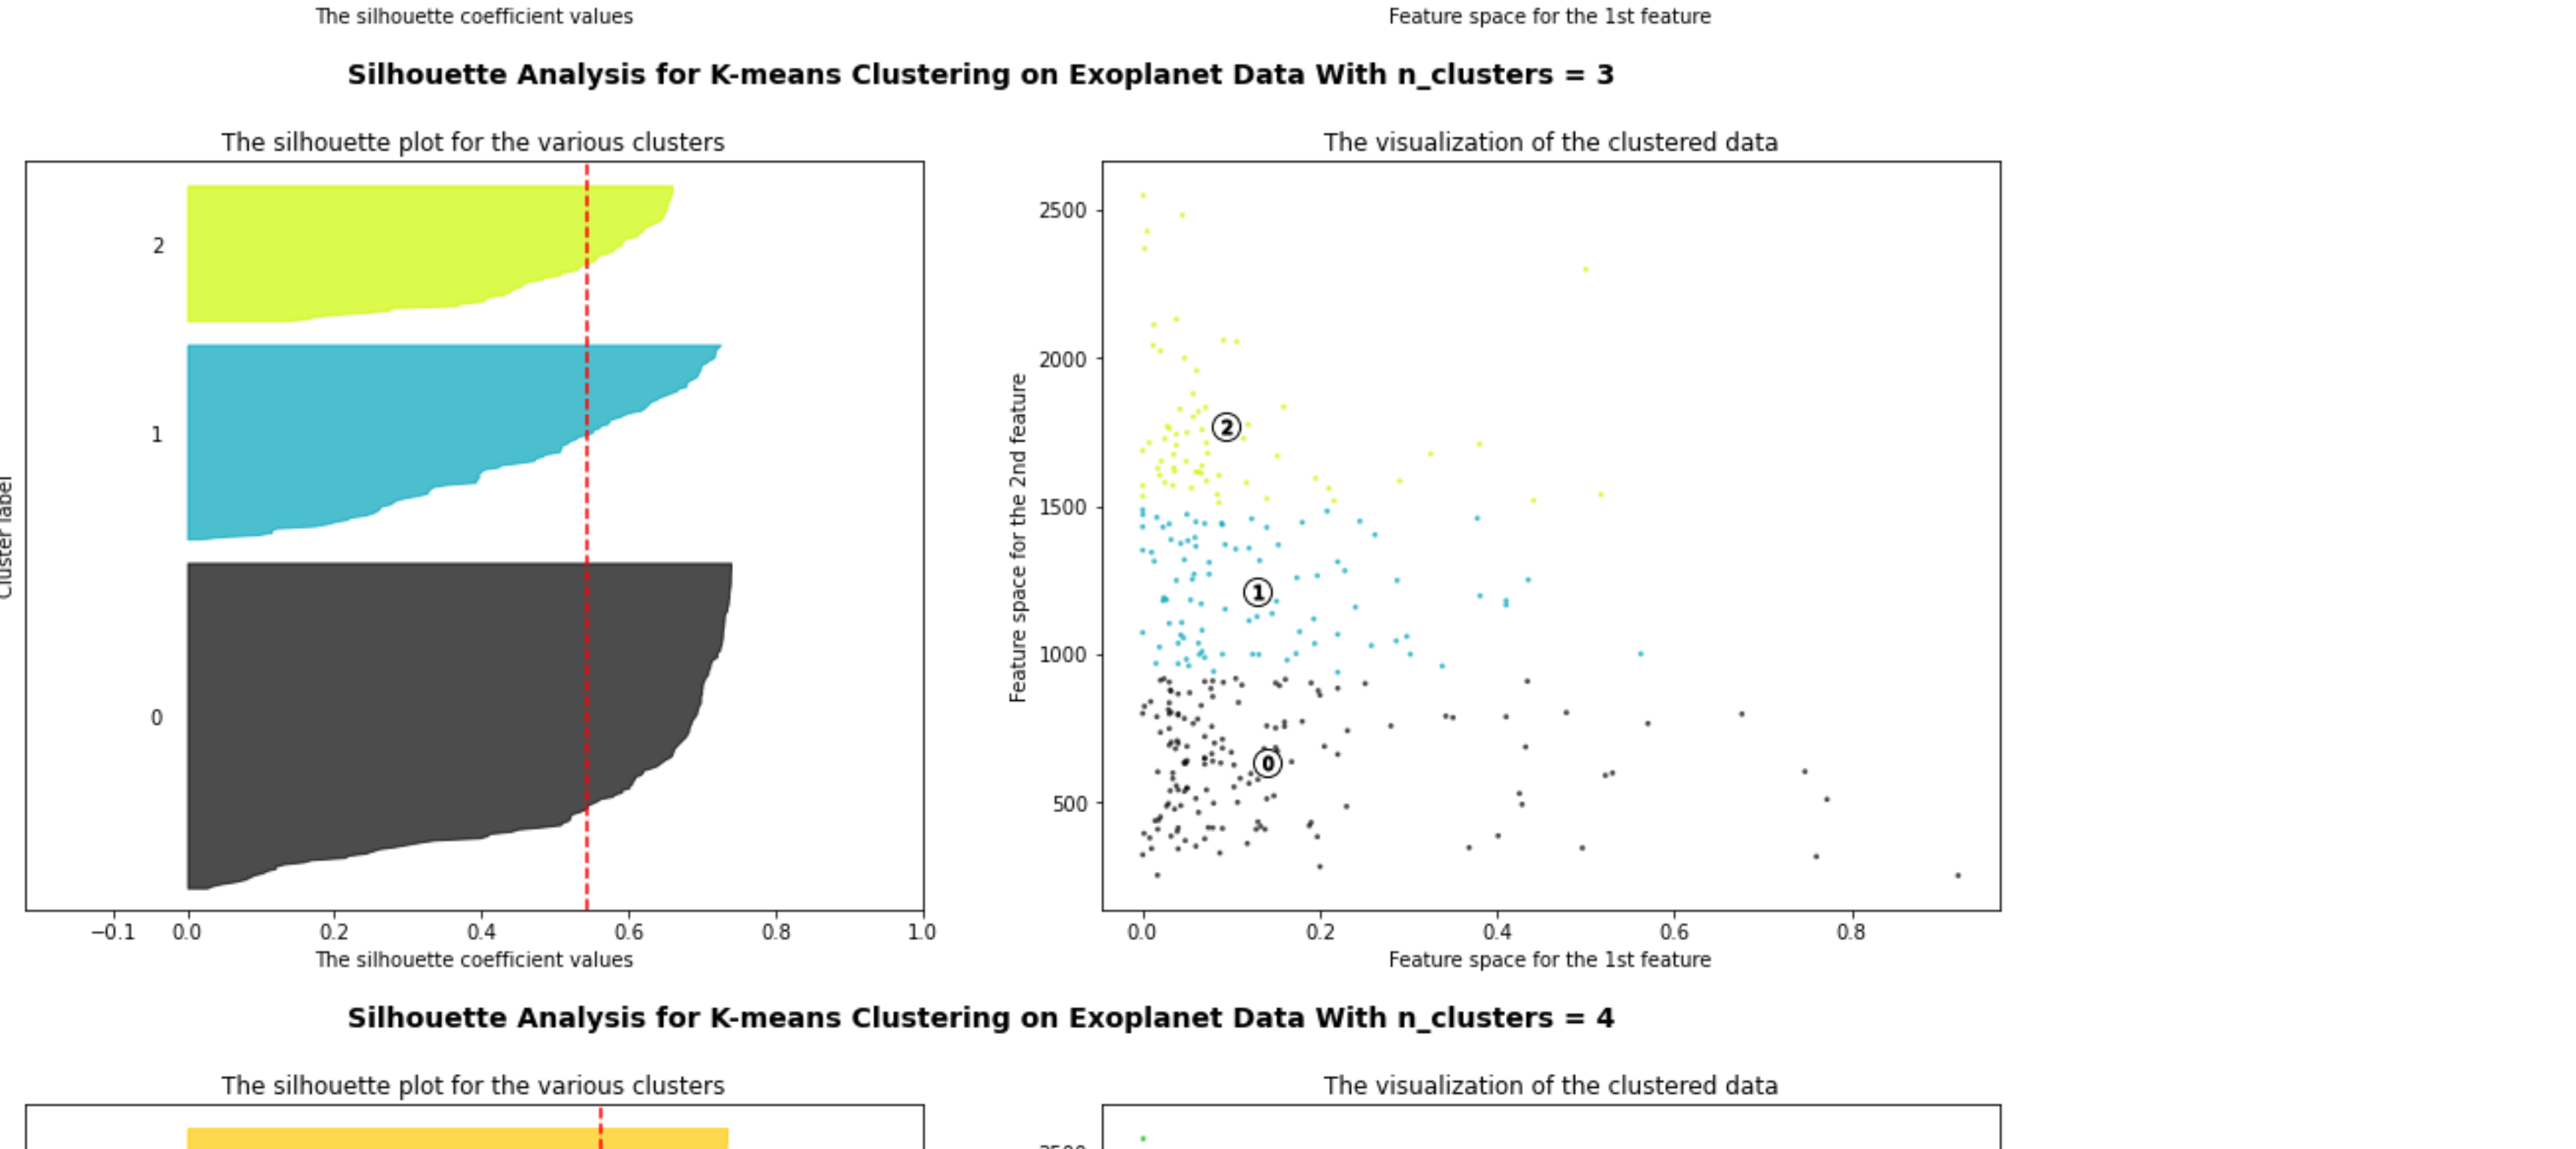 The silhouette coefficient values
Feature space for the 1st feature
Silhouette Analysis for K-means Clustering on Exoplanet Data With n_clusters = 3
The silhouette plot for the various clusters
The visualization of the clustered data
Cluster label
2
1
0
−0.1 0.0 0.2 0.4 0.6 0.8 1.0
The silhouette coefficient values
Feature space for the 2nd feature
2500
2000
1500
1000
500
2
1
0
0.0 0.2 0.4 0.6 0.8
Feature space for the 1st feature
Silhouette Analysis for K-means Clustering on Exoplanet Data With n_clusters = 4
The silhouette plot for the various clusters
The visualization of the clustered data